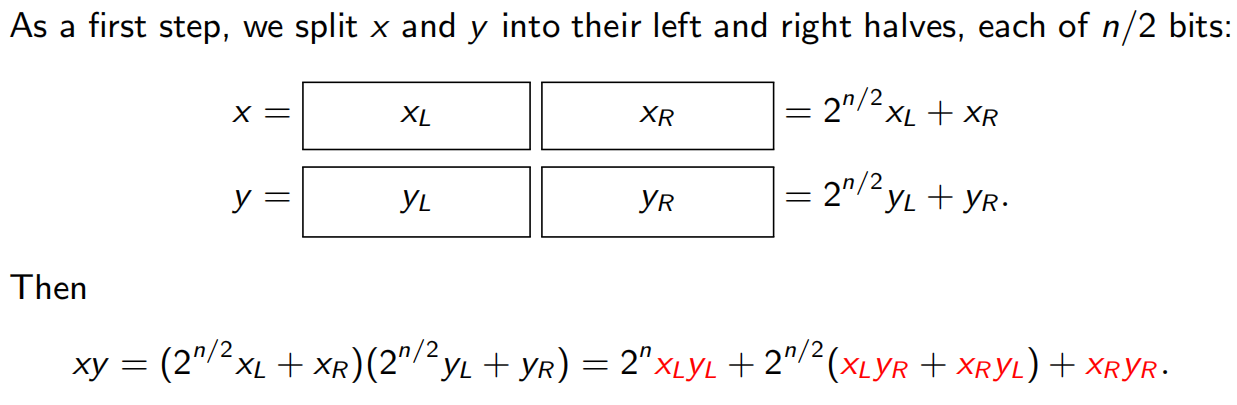 As a first step, we split x and y into their left and right halves, each of n/2 bits:
x = x_L x_R = 2^{n/2} x_L + x_R
y = y_L y_R = 2^{n/2} y_L + y_R.
Then
xy = (2^{n/2} x_L + x_R)(2^{n/2} y_L + y_R) = 2^n x_L y_L + 2^{n/2} (x_L y_R + x_R y_L) + x_R y_R.